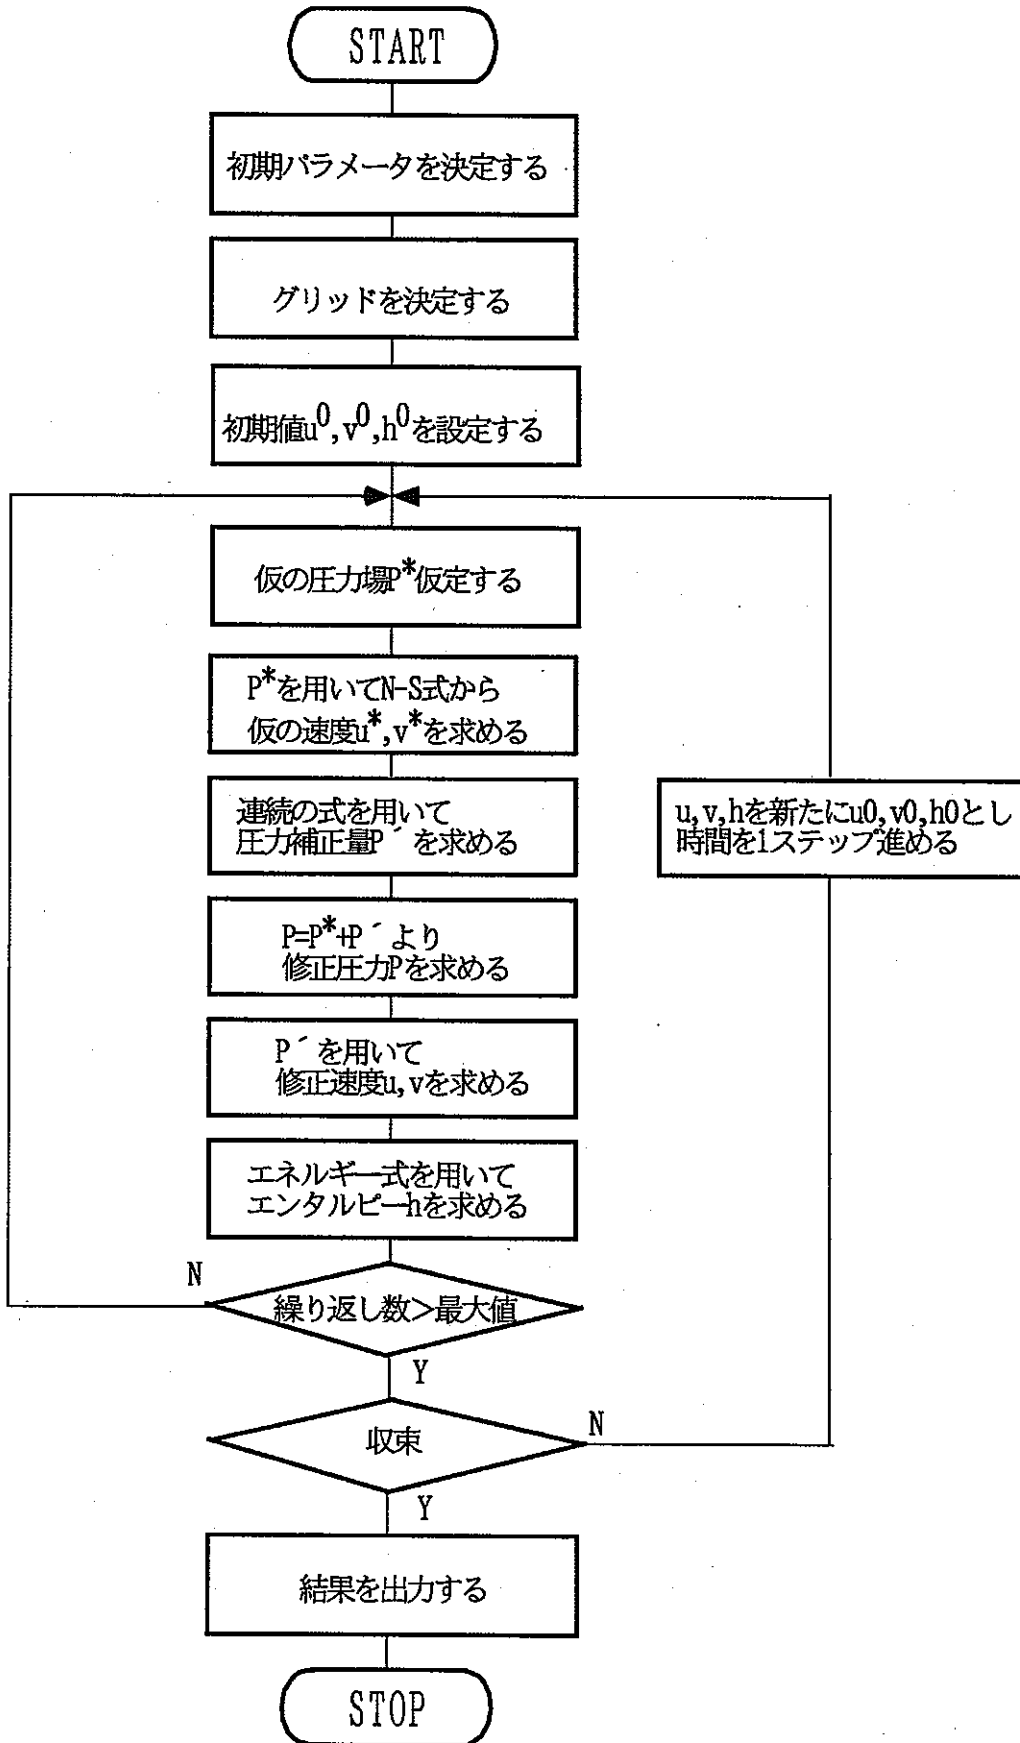 START
初期パラメータを決定する
グリッドを決定する
初期値u⁰,v⁰,h⁰を設定する
仮の圧力場P*仮定する
P*を用いてN-S式から
仮の速度u*,v*を求める
連続の式を用いて
圧力補正量P´を求める
u,v,hを新たにu0,v0,h0とし
時間を1ステップ進める
P=P*+P´より
修正圧力Pを求める
P´を用いて
修正速度u,vを求める
エネルギー式を用いて
エンタルピーhを求める
N
繰り返し数>最大値
Y
収束
N
Y
結果を出力する
STOP